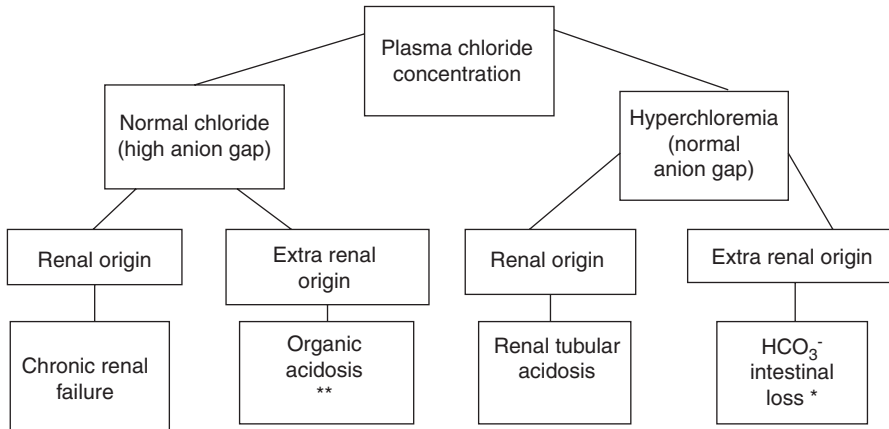 Plasma chloride
concentration
Normal chloride
(high anion gap)
Hyperchloremia
(normal
anion gap)
Renal origin
Extra renal
origin
Renal origin
Extra renal origin
Chronic renal
failure
Organic
acidosis
**
Renal tubular
acidosis
HCO₃⁻
intestinal
loss *